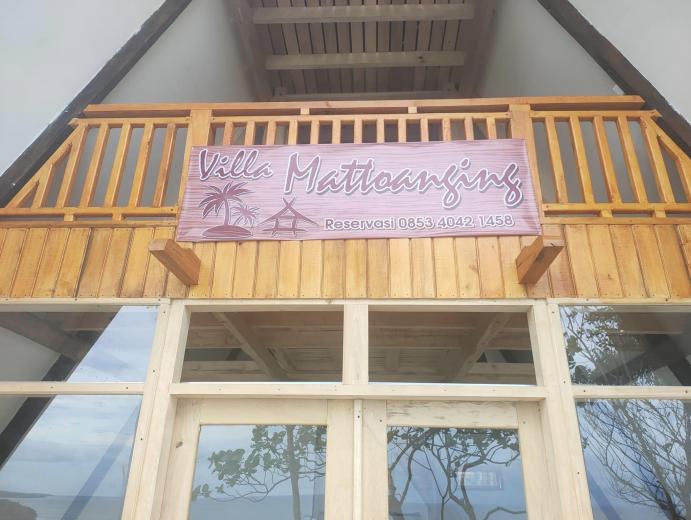 Villa Mattoanging
Reservasi 0853 4042 1458